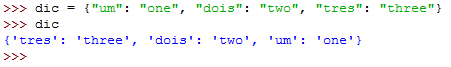 >>> dic = {"um": "one", "dois": "two", "tres": "three"}
>>> dic
{'tres': 'three', 'dois': 'two', 'um': 'one'}
>>>